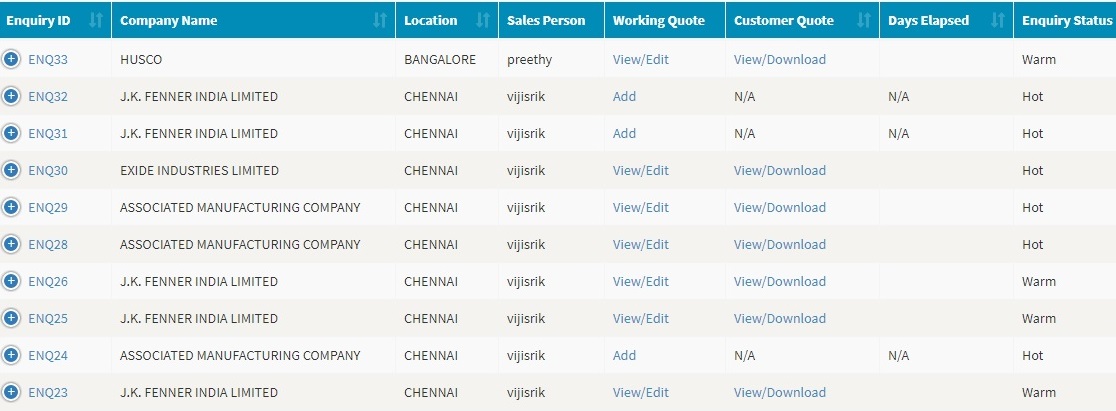 Enquiry ID Company Name Location Sales Person Working Quote Customer Quote Days Elapsed Enquiry Status
ENQ33 HUSCO BANGALORE preethy View/Edit View/Download Warm
ENQ32 J.K. FENNER INDIA LIMITED CHENNAI vijisrik Add N/A N/A Hot
ENQ31 J.K. FENNER INDIA LIMITED CHENNAI vijisrik Add N/A N/A Hot
ENQ30 EXIDE INDUSTRIES LIMITED CHENNAI vijisrik View/Edit View/Download Hot
ENQ29 ASSOCIATED MANUFACTURING COMPANY CHENNAI vijisrik View/Edit View/Download Hot
ENQ28 ASSOCIATED MANUFACTURING COMPANY CHENNAI vijisrik View/Edit View/Download Hot
ENQ26 J.K. FENNER INDIA LIMITED CHENNAI vijisrik View/Edit View/Download Warm
ENQ25 J.K. FENNER INDIA LIMITED CHENNAI vijisrik View/Edit View/Download Warm
ENQ24 ASSOCIATED MANUFACTURING COMPANY CHENNAI vijisrik Add N/A N/A Hot
ENQ23 J.K. FENNER INDIA LIMITED CHENNAI vijisrik View/Edit View/Download Warm